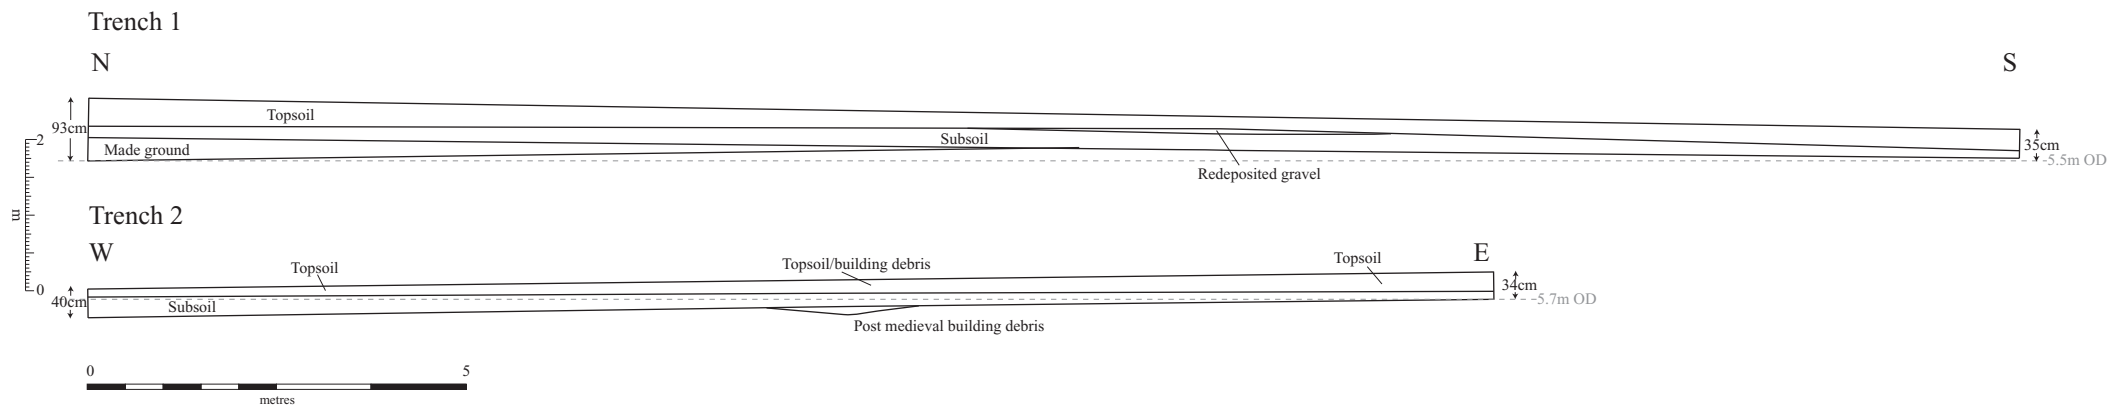 Trench 1
N
S
Topsoil
93cm
2
Subsoil
Made ground
35cm
5.5m OD
Redeposited gravel
m
Trench 2
W
E
Topsoil
Topsoil/building debris
Topsoil
34cm
0
40cm
5.7m OD
Subsoil
Post medieval building debris
0
5
metres